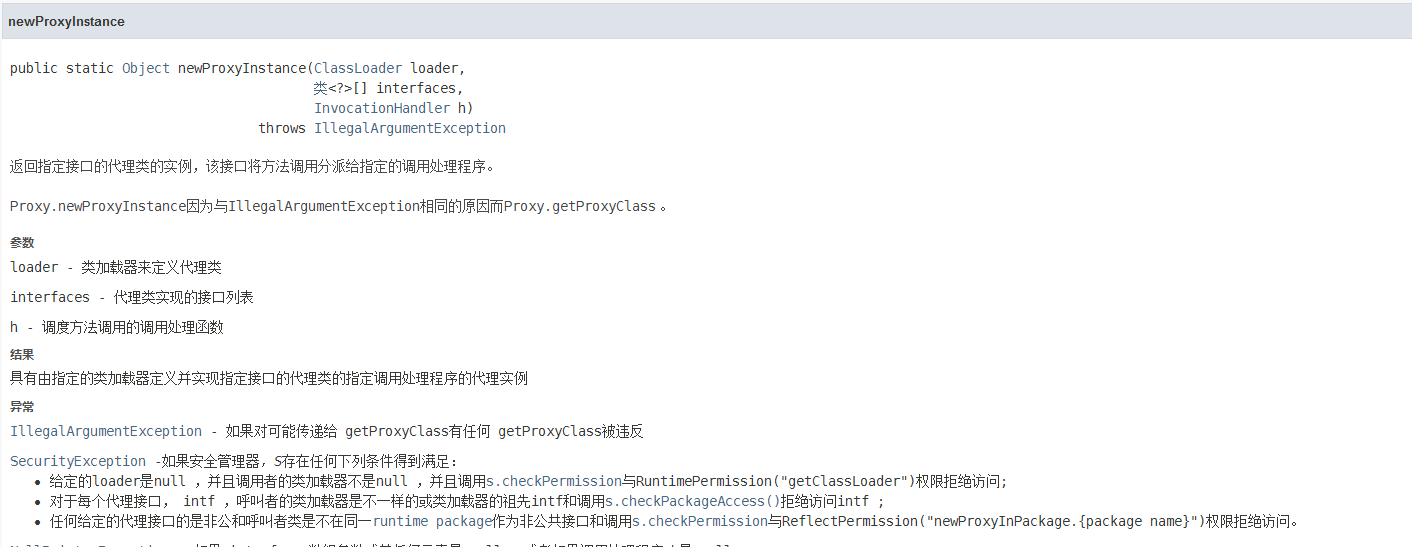 newProxyInstance
public static Object newProxyInstance(ClassLoader loader,
类<?>[] interfaces,
InvocationHandler h)
throws IllegalArgumentException
返回指定接口的代理类的实例，该接口将方法调用分派给指定的调用处理程序。
Proxy.newProxyInstance因为与IllegalArgumentException相同的原因而Proxy.getProxyClass 。
参数
loader - 类加载器来定义代理类
interfaces - 代理类实现的接口列表
h - 调度方法调用的调用处理函数
结果
具有由指定的类加载器定义并实现指定接口的代理类的指定调用处理程序的代理实例
异常
IllegalArgumentException - 如果对可能传递给 getProxyClass有任何 getProxyClass被违反
SecurityException -如果安全管理器，S存在任何下列条件得到满足：
• 给定的loader是null ，并且调用者的类加载器不是null ，并且调用s.checkPermission与RuntimePermission("getClassLoader")权限拒绝访问;
• 对于每个代理接口， intf ，呼叫者的类加载器是不一样的或类加载器的祖先intf和调用s.checkPackageAccess()拒绝访问intf ;
• 任何给定的代理接口的是非公和呼叫者类是不在同一runtime package作为非公共接口和调用s.checkPermission与ReflectPermission("newProxyInPackage.{package name}")权限拒绝访问。